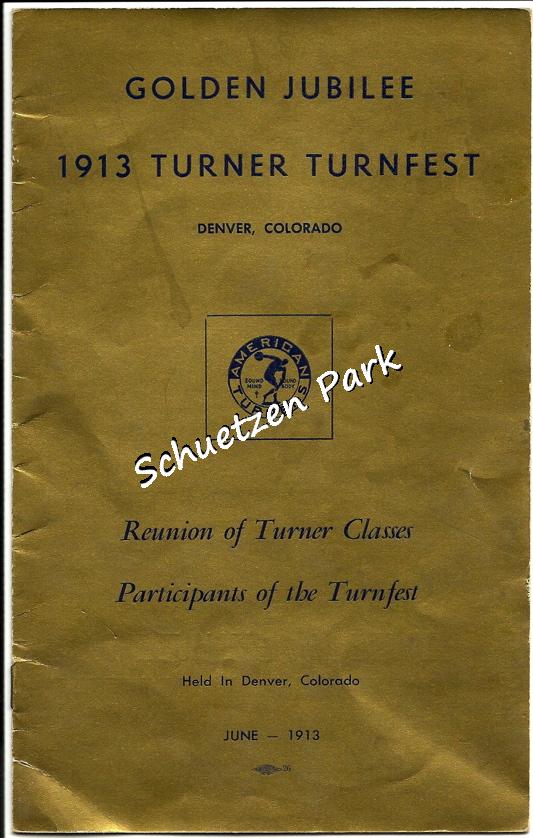 GOLDEN JUBILEE
1913 TURNER TURNFEST
DENVER, COLORADO
AMERICAN
SOUND MIND
SOUND BODY
TURNERS
Schuetzen Park
Reunion of Turner Classes
Participants of the Turnfest
Held In Denver, Colorado
JUNE — 1913
26